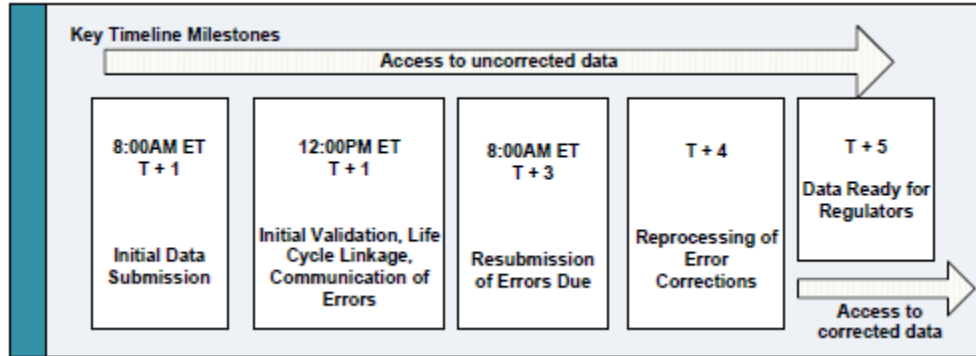 Key Timeline Milestones
Access to uncorrected data
8:00AM ET
T + 1
Initial Data
Submission
12:00PM ET
T + 1
Initial Validation, Life
Cycle Linkage,
Communication of
Errors
8:00AM ET
T + 3
Resubmission
of Errors Due
T + 4
Reprocessing of
Error
Corrections
T + 5
Data Ready for
Regulators
Access to
corrected data